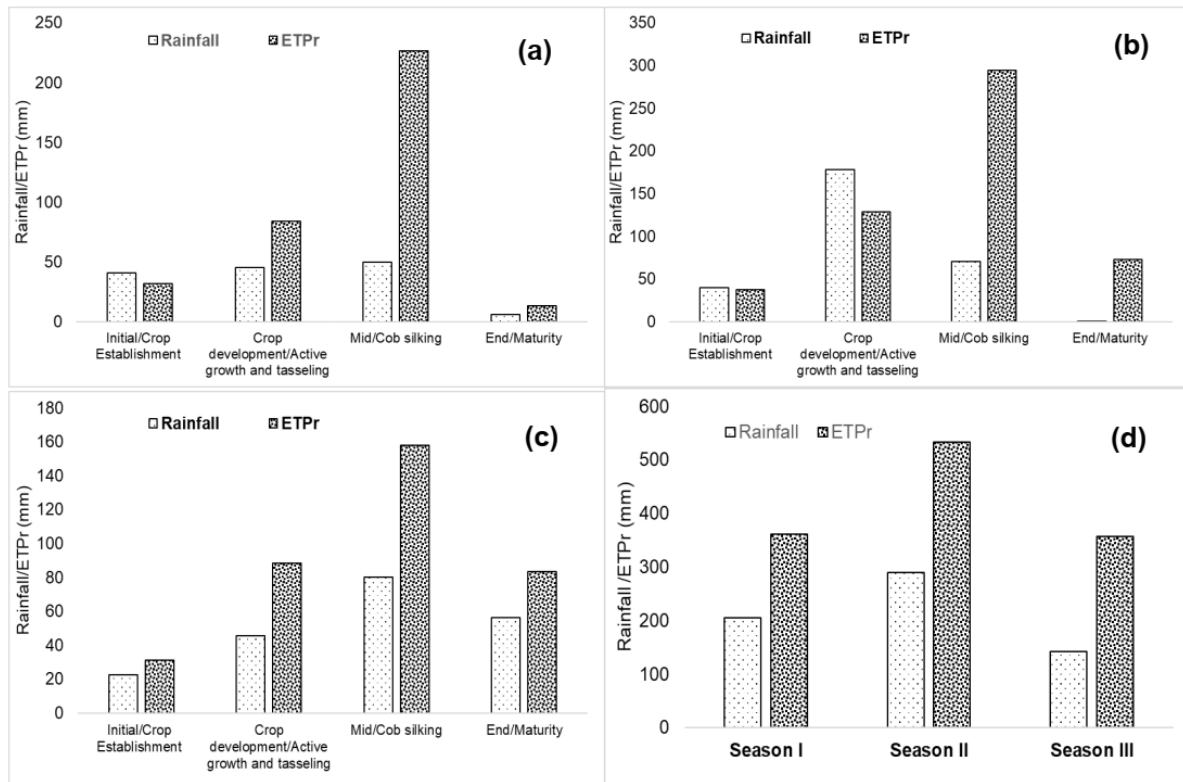 250
200
150
100
50
0
Rainfall/ETPr (mm)
Rainfall ETPr
(a)
Initial/Crop
Establishment
Crop
development/Active
growth and tasseling
Mid/Cob silking
End/Maturity
350
300
250
200
150
100
50
0
Rainfall/ETPr (mm)
Rainfall ETPr
(b)
Initial/Crop
Establishment
Crop
development/Active
growth and tasseling
Mid/Cob silking
End/Maturity
180
160
140
120
100
80
60
40
20
0
Rainfall/ETPr (mm)
Rainfall ETPr
(c)
Initial/Crop
Establishment
Crop
development/Active
growth and tasseling
Mid/Cob silking
End/Maturity
600
500
400
300
200
100
0
Rainfall /ETPr (mm)
Rainfall ETPr
(d)
Season I
Season II
Season III